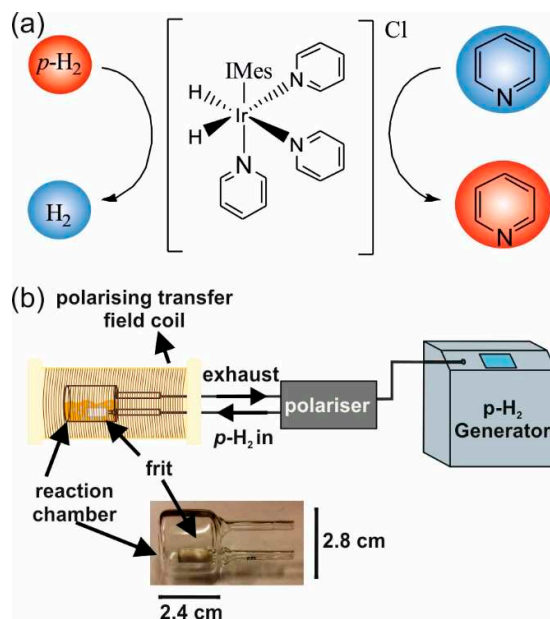 (a)
p-H₂
H₂
IMes
H
H
Ir
N
N
N
Cl
N
N
(b)
polarising transfer
field coil
exhaust
p-H₂ in
polariser
p-H₂
Generator
reaction
chamber
frit
2.8 cm
2.4 cm